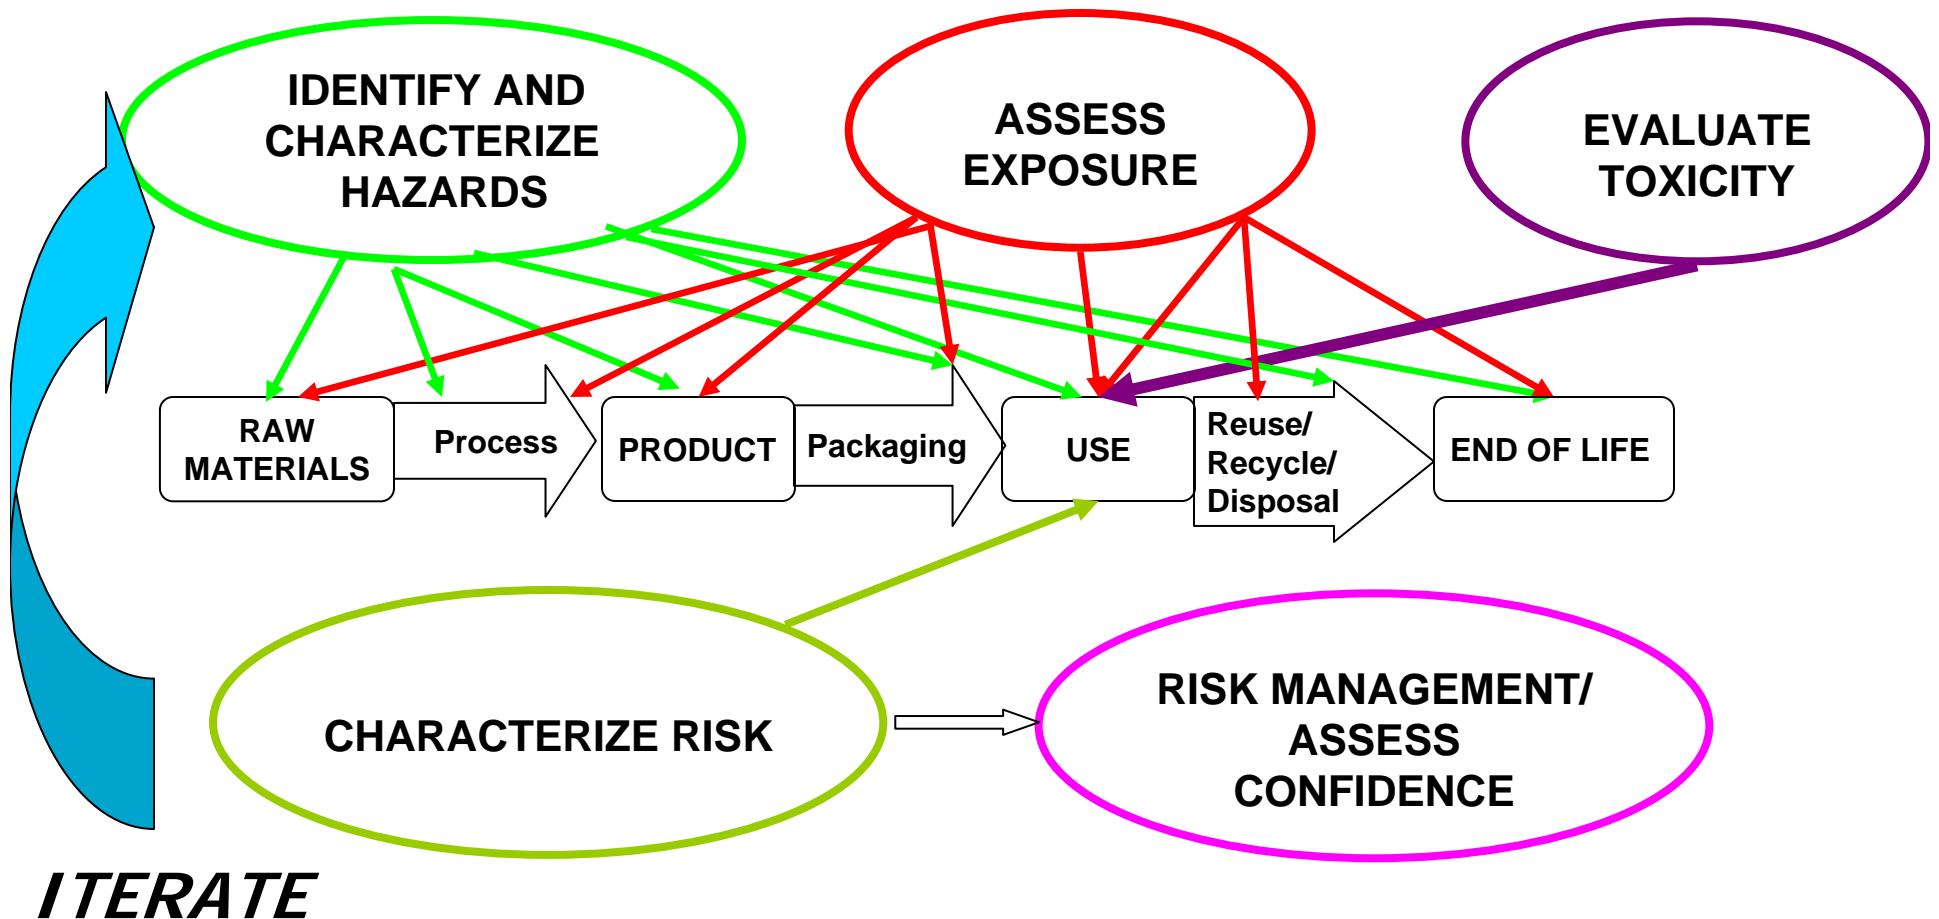 IDENTIFY AND
CHARACTERIZE
HAZARDS
ASSESS
EXPOSURE
EVALUATE
TOXICITY
RAW
MATERIALS
Process
PRODUCT
Packaging
USE
Reuse/
Recycle/
Disposal
END OF LIFE
CHARACTERIZE RISK
RISK MANAGEMENT/
ASSESS
CONFIDENCE
ITERATE